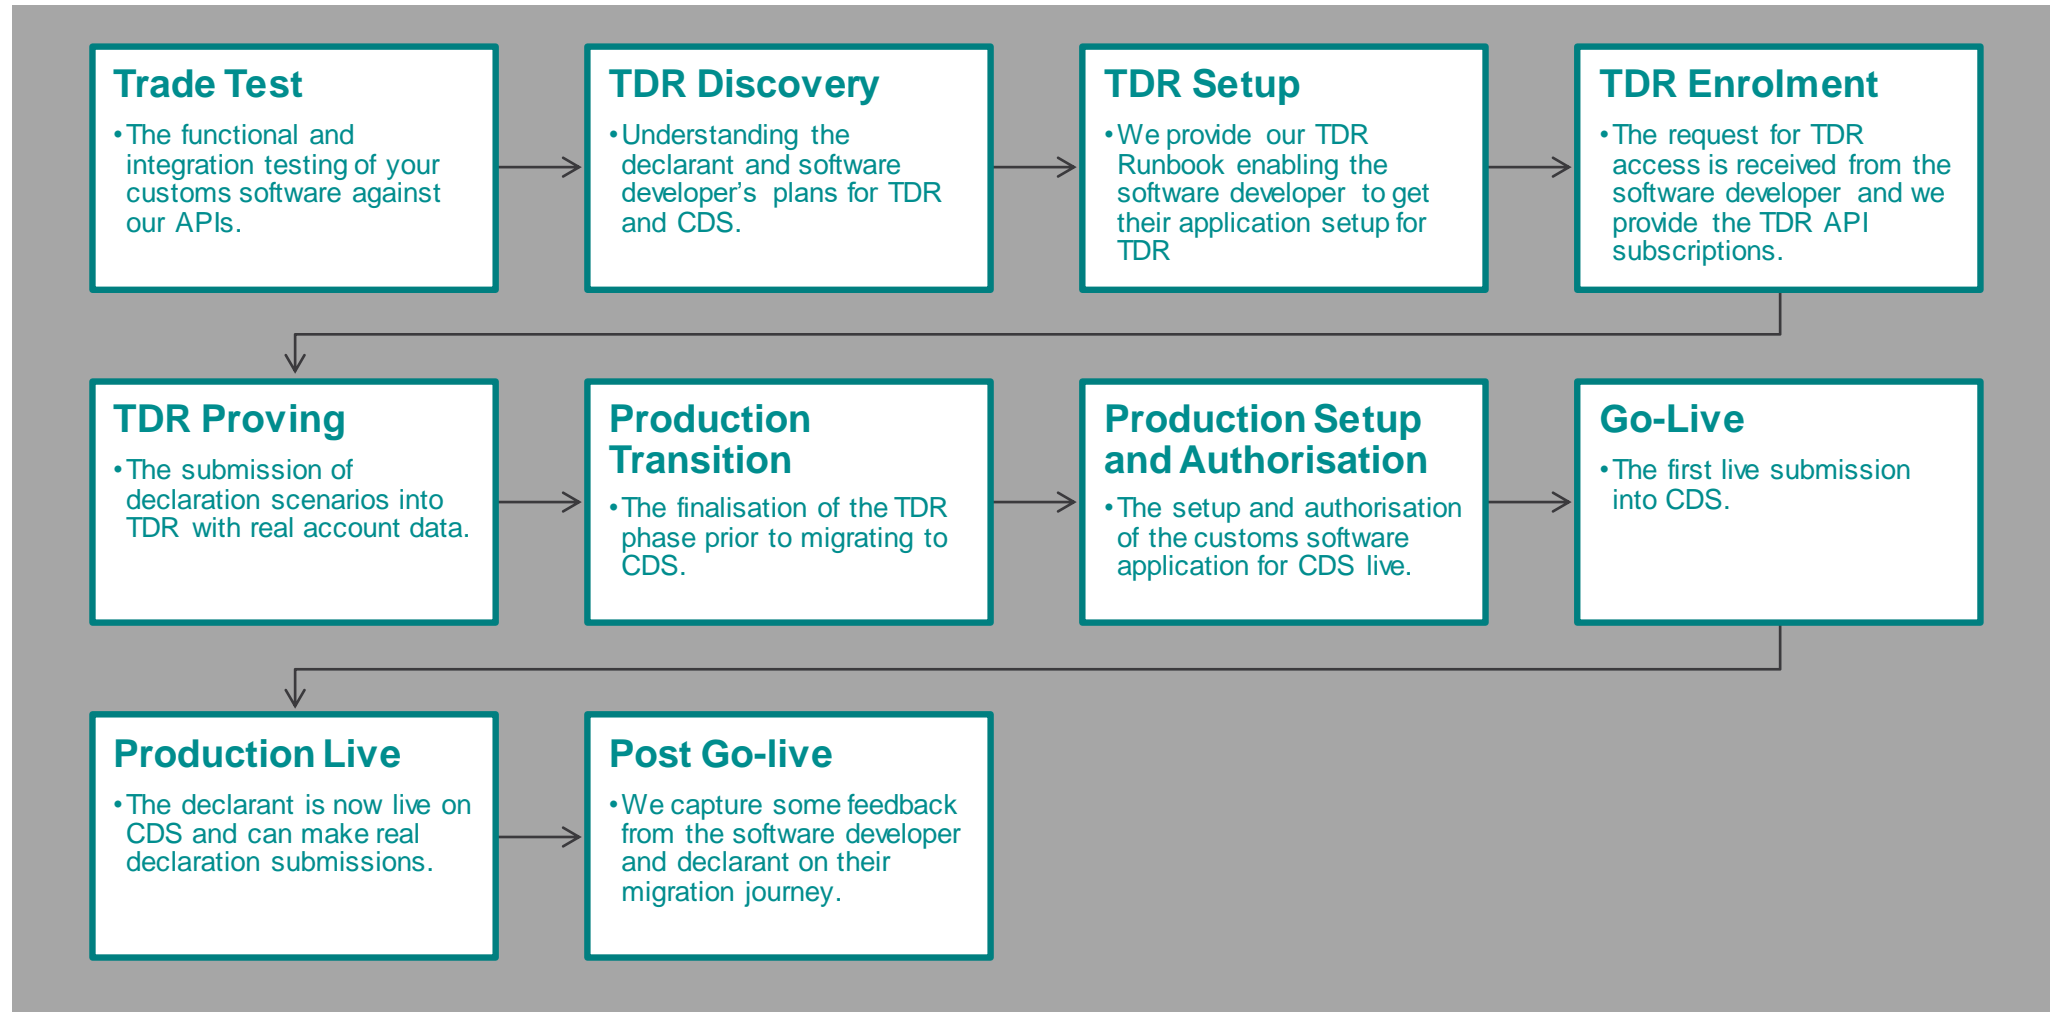 Trade Test
•The functional and
integration testing of your
customs software against
our APIs.
TDR Discovery
•Understanding the
declarant and software
developer’s plans for TDR
and CDS.
TDR Setup
•We provide our TDR
Runbook enabling the
software developer to get
their application setup for
TDR
TDR Enrolment
•The request for TDR
access is received from the
software developer and we
provide the TDR API
subscriptions.
TDR Proving
•The submission of
declaration scenarios into
TDR with real account data.
Production
Transition
•The finalisation of the TDR
phase prior to migrating to
CDS.
Production Setup
and Authorisation
•The setup and authorisation
of the customs software
application for CDS live.
Go-Live
•The first live submission
into CDS.
Production Live
•The declarant is now live on
CDS and can make real
declaration submissions.
Post Go-live
•We capture some feedback
from the software developer
and declarant on their
migration journey.